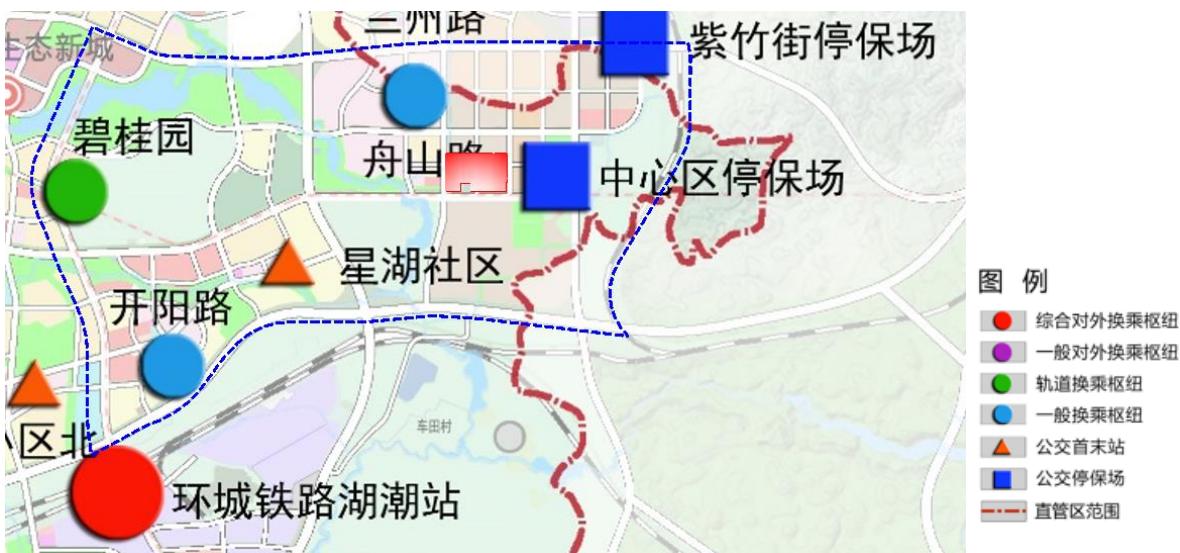 兰州路
紫竹街停保场
生态新城
碧桂园
舟山路
中心区停保场
星湖社区
开阳路
区北
车田村
环城铁路湖潮站
图 例
综合对外换乘枢纽
一般对外换乘枢纽
轨道换乘枢纽
一般换乘枢纽
公交首末站
公交停保场
直管区范围